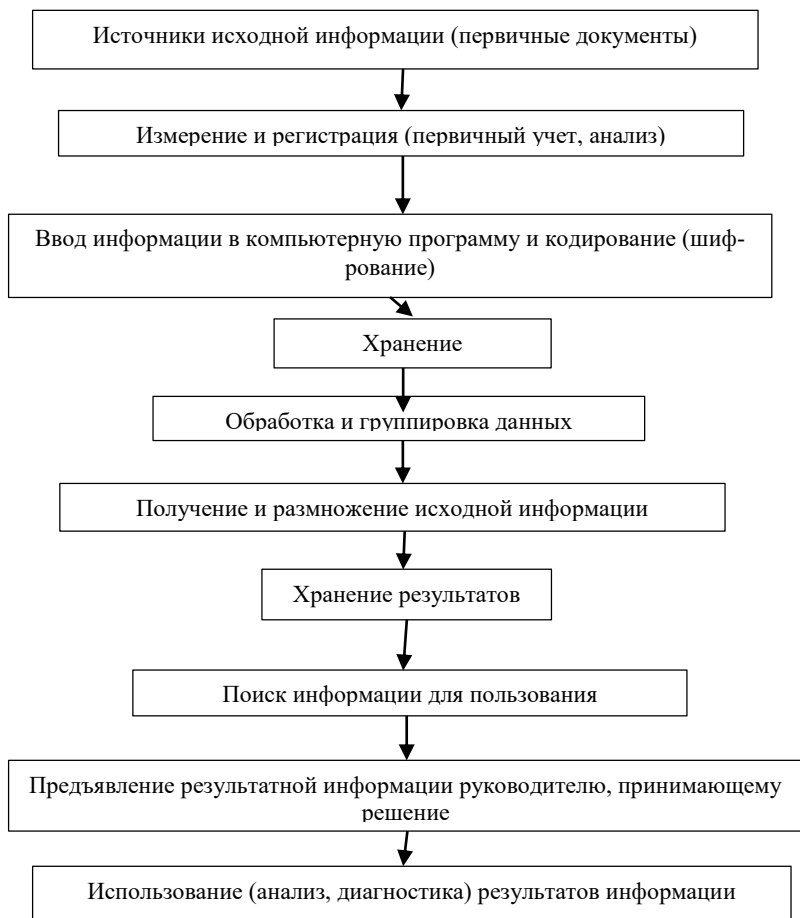 Источники исходной информации (первичные документы)
Измерение и регистрация (первичный учет, анализ)
Ввод информации в компьютерную программу и кодирование (шиф-
рование)
Хранение
Обработка и группировка данных
Получение и размножение исходной информации
Хранение результатов
Поиск информации для пользования
Предъявление результатной информации руководителю, принимающему
решение
Использование (анализ, диагностика) результатов информации